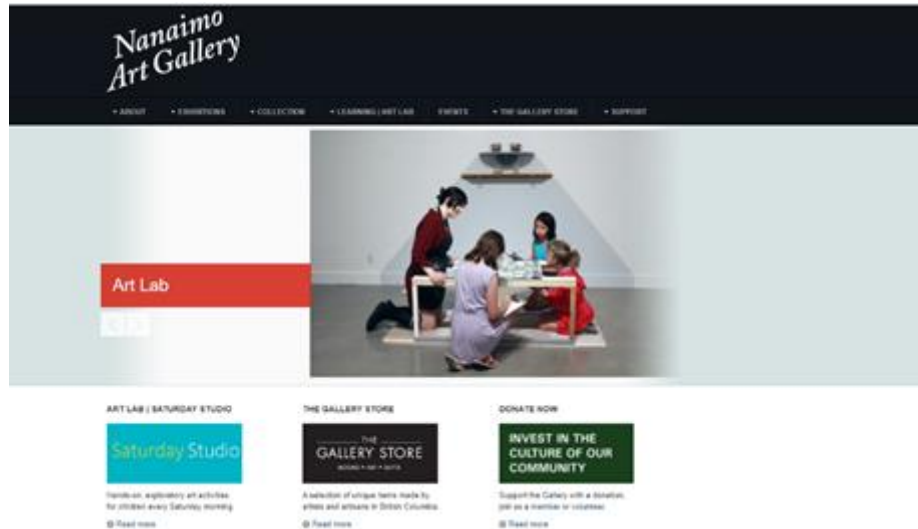 Nanaimo
Art Gallery
ABOUT EXHIBITIONS COLLECTION LEARNING | ART LAB EVENTS THE GALLERY STORE SUPPORT
Art Lab
ART LAB | SATURDAY STUDIO
Saturday Studio
Hands-on, exploratory art activities
for children every Saturday morning.
Read more
THE GALLERY STORE
THE
GALLERY STORE
BOOKS • ART • GIFTS
A selection of unique items made by
artists and artisans in British Columbia.
Read more
DONATE NOW
INVEST IN THE
CULTURE OF OUR
COMMUNITY
Support the Gallery with a donation,
join as a member or volunteer.
Read more